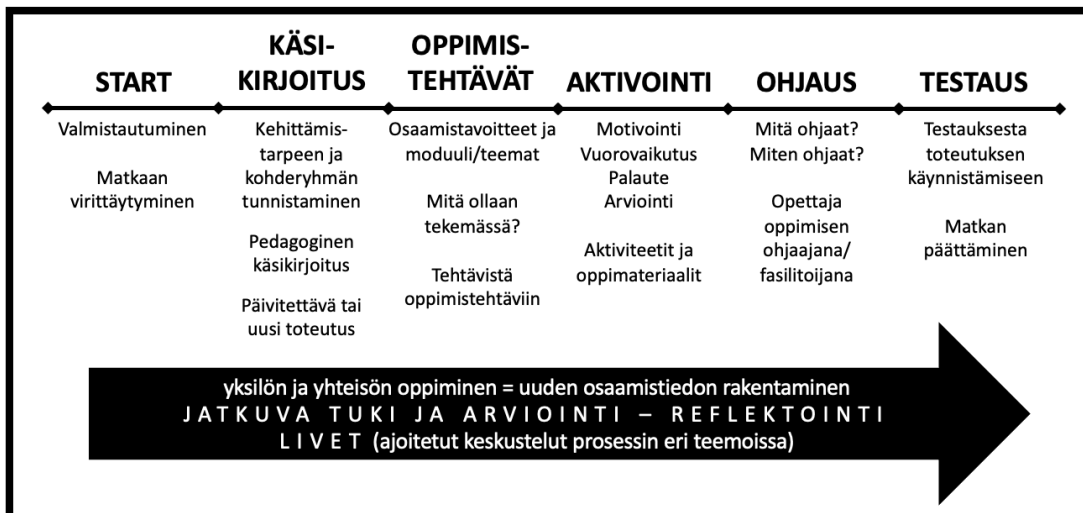 START
Valmistautuminen
Matkaan
virittäytyminen
KÄSI-
KIRJOITUS
Kehittämis-
tarpeen ja
kohderyhmän
tunnistaminen
Pedagoginen
käsikirjoitus
Päivitettävä tai
uusi toteutus
OPPIMIS-
TEHTÄVÄT
Osaamistavoitteet ja
moduuli/teemat
Mitä ollaan
tekemässä?
Tehtävistä
oppimistehtäviin
AKTIVOINTI
Motivointi
Vuorovaikutus
Palaute
Arviointi
Aktiviteetit ja
oppimateriaalit
OHJAUS
Mitä ohjaat?
Miten ohjaat?
Opettaja
oppimisen
ohjaajana/
fasilitoijana
TESTAUS
Testauksesta
toteutuksen
käynnistämiseen
Matkan
päättäminen
yksilön ja yhteisön oppiminen = uuden osaamistiedon rakentaminen
JATKUVA TUKI JA ARVIOINTI – REFLEKTOINTI
LIVET (ajoitetut keskustelut prosessin eri teemoissa)